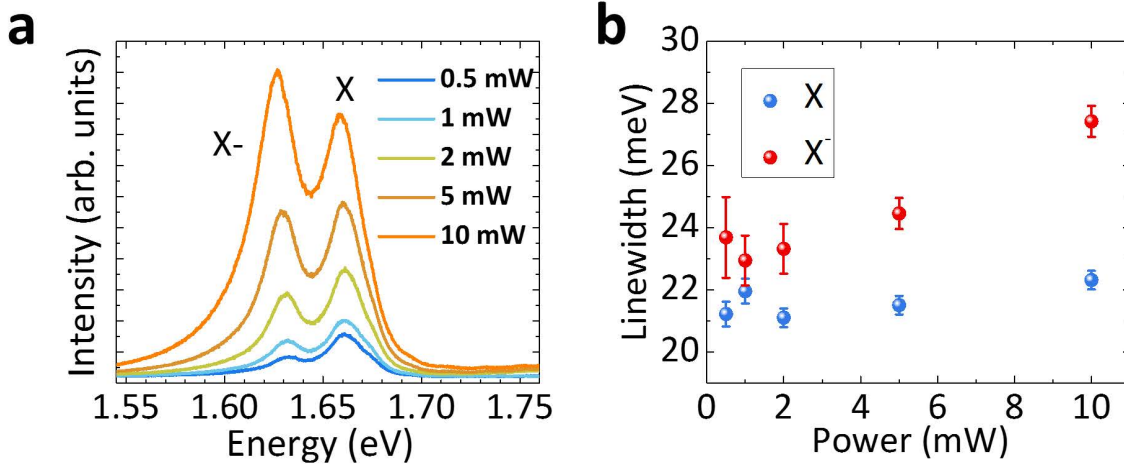 a
Intensity (arb. units)
X-
X
0.5 mW
1 mW
2 mW
5 mW
10 mW
1.55 1.60 1.65 1.70 1.75
Energy (eV)
b
Linewidth (meV)
30
28
26
24
22
20
X
X⁻
0 2 4 6 8 10
Power (mW)